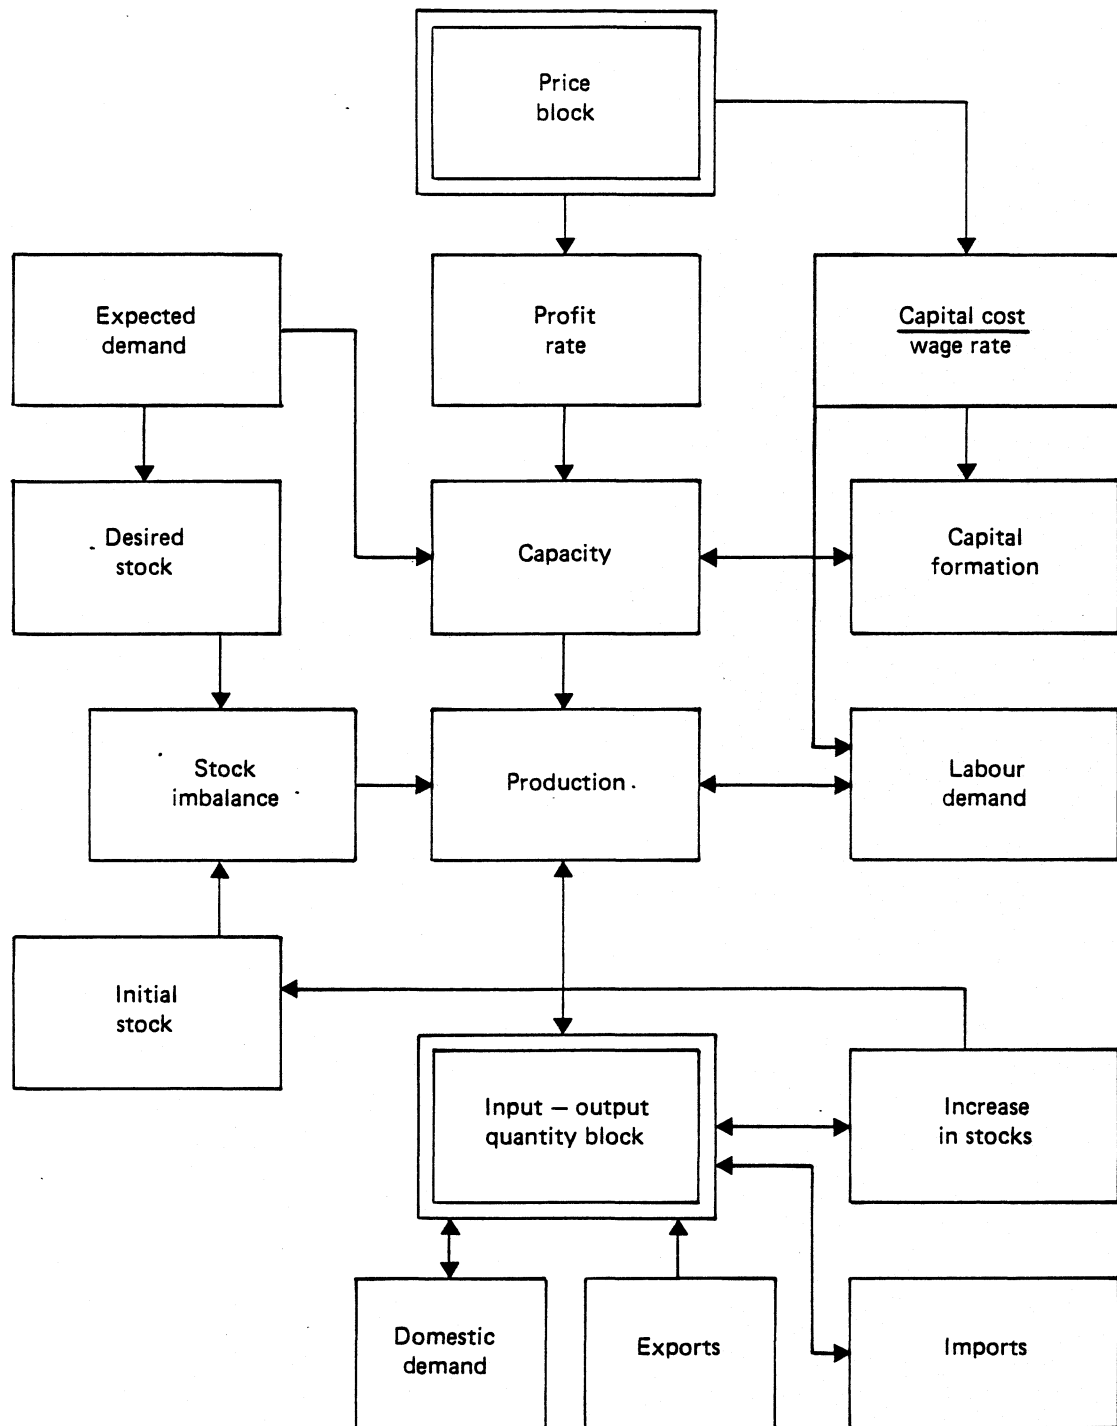 Price
block
Expected
demand
Profit
rate
Capital cost
wage rate
Desired
stock
Capacity
Capital
formation
Stock
imbalance
Production
Labour
demand
Initial
stock
Input – output
quantity block
Increase
in stocks
Domestic
demand
Exports
Imports